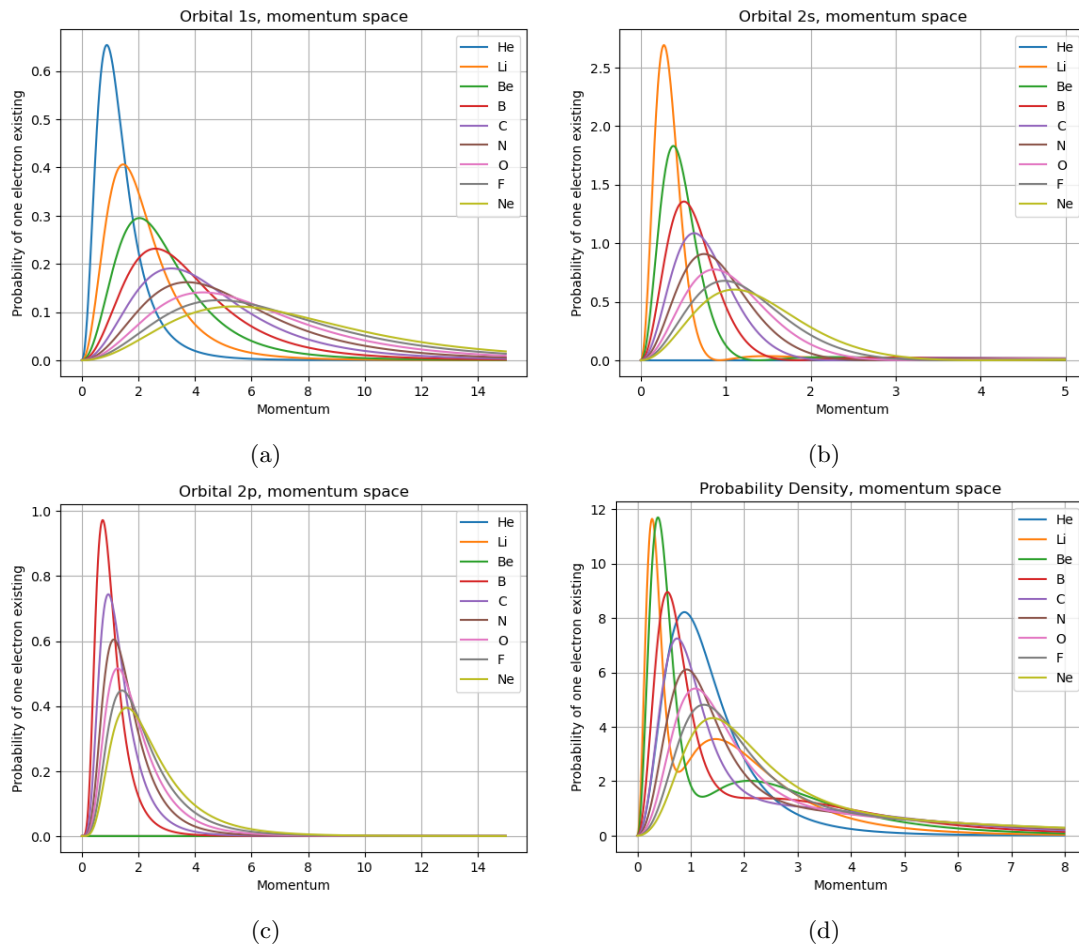 Orbital 1s, momentum space
Probability of one electron existing
0.6
0.5
0.4
0.3
0.2
0.1
0.0
0 2 4 6 8 10 12 14
Momentum
He
Li
Be
B
C
N
O
F
Ne
(a)
Orbital 2s, momentum space
Probability of one electron existing
2.5
2.0
1.5
1.0
0.5
0.0
0 1 2 3 4 5
Momentum
He
Li
Be
B
C
N
O
F
Ne
(b)
Orbital 2p, momentum space
Probability of one electron existing
1.0
0.8
0.6
0.4
0.2
0.0
0 2 4 6 8 10 12 14
Momentum
He
Li
Be
B
C
N
O
F
Ne
(c)
Probability Density, momentum space
Probability of one electron existing
12
10
8
6
4
2
0
0 1 2 3 4 5 6 7 8
Momentum
He
Li
Be
B
C
N
O
F
Ne
(d)